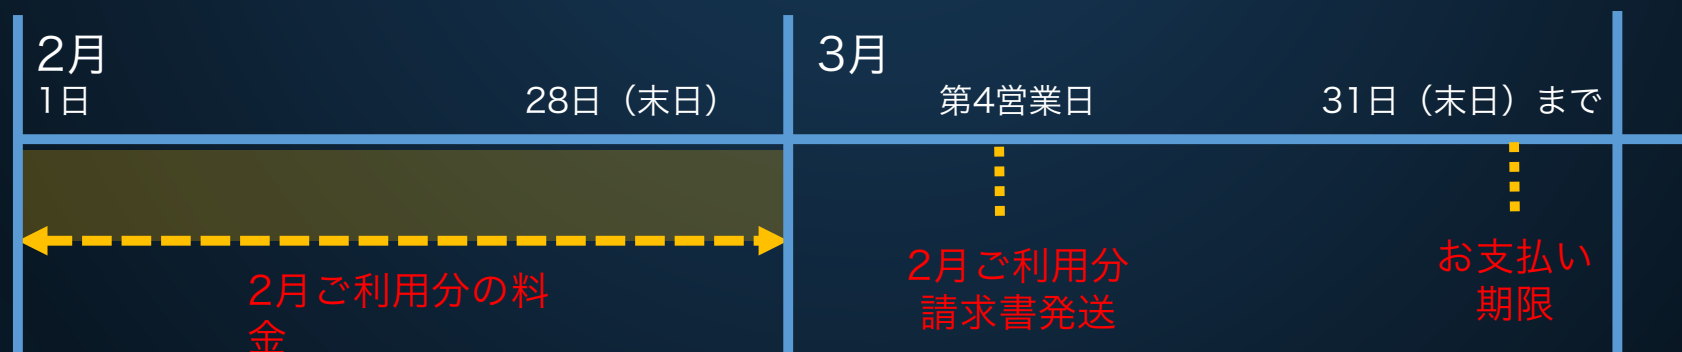 2月
1日
28日（末日）
3月
第4営業日
31日（末日）まで
2月ご利用分の料
金
2月ご利用分
請求書発送
お支払い
期限